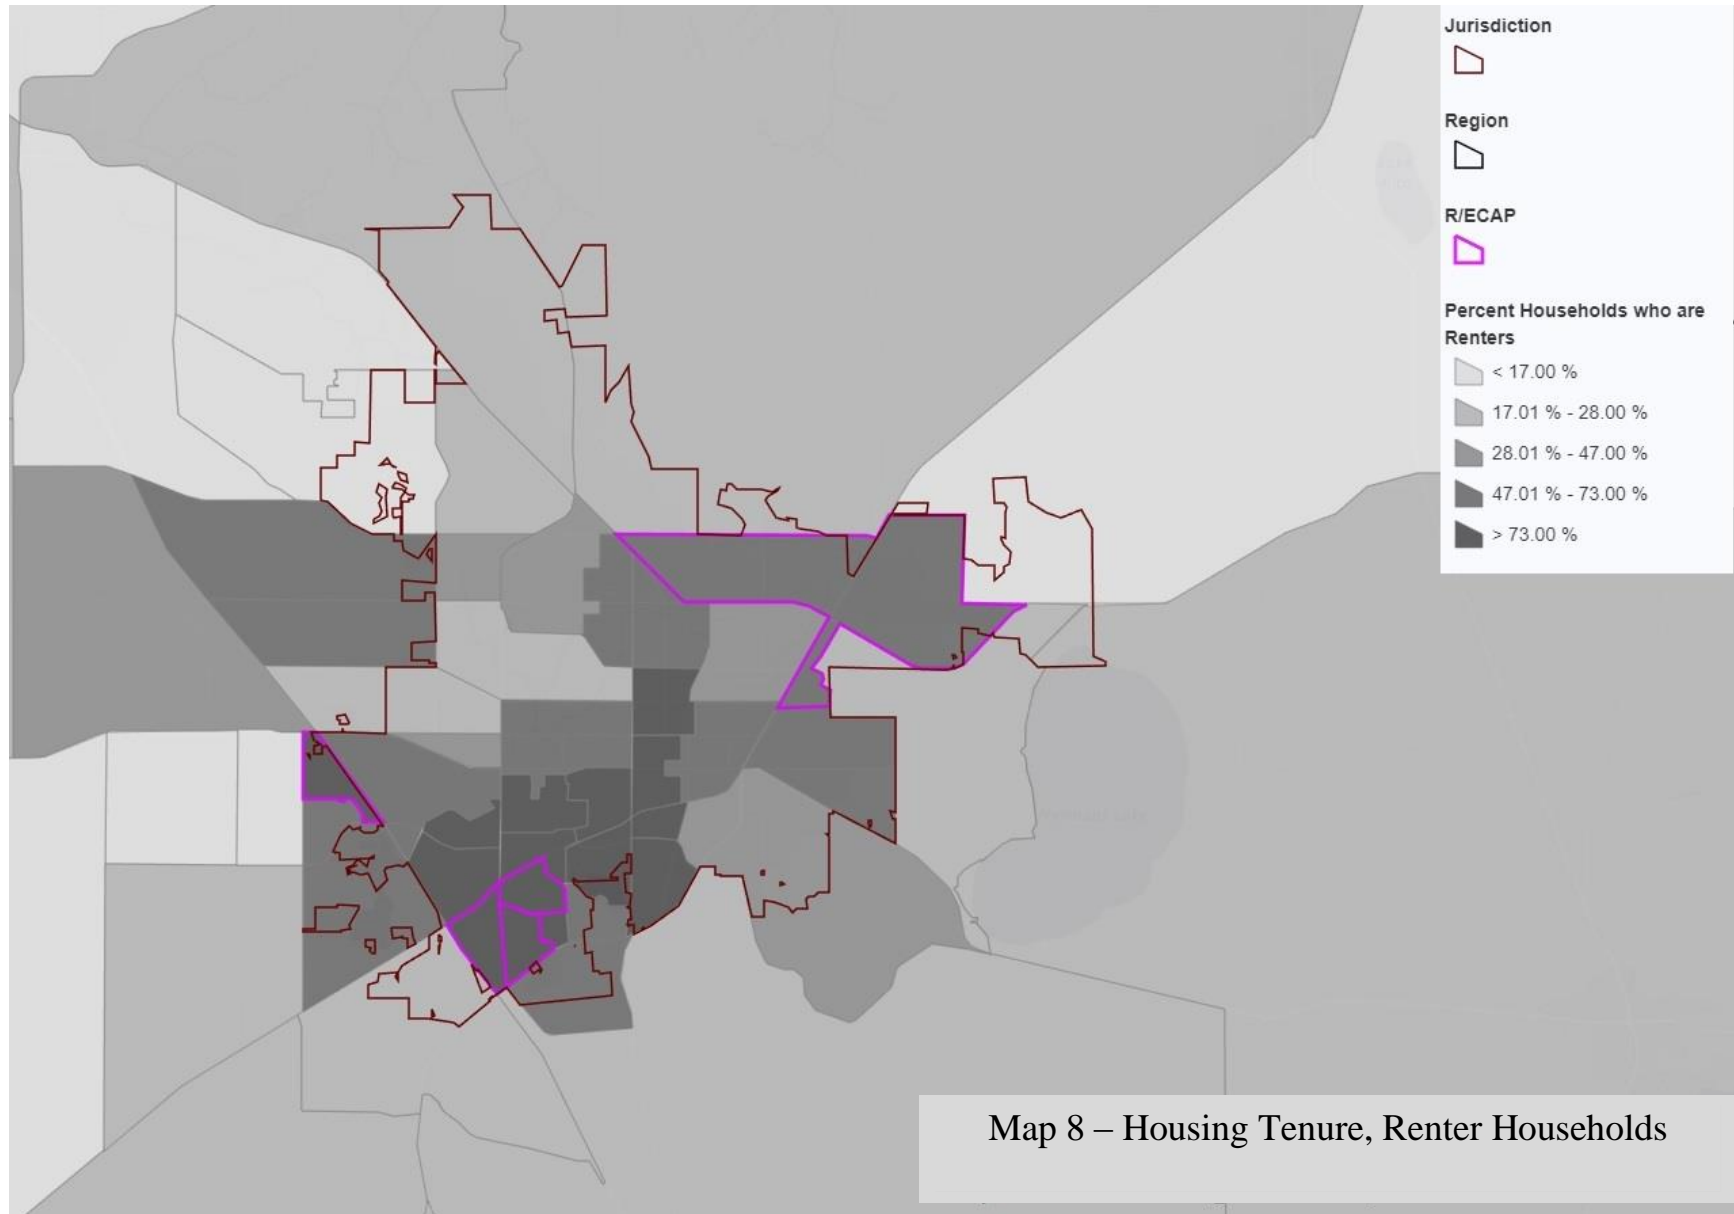 Jurisdiction
Region
R/ECAP
Percent Households who are
Renters
< 17.00 %
17.01 % - 28.00 %
28.01 % - 47.00 %
47.01 % - 73.00 %
> 73.00 %
Map 8 – Housing Tenure, Renter Households